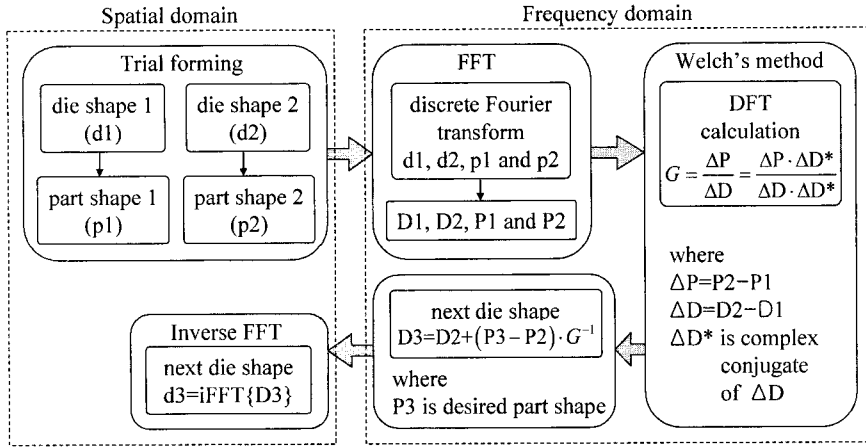 Spatial domain
Frequency domain
Trial forming
die shape 1
(d1)
die shape 2
(d2)
part shape 1
(p1)
part shape 2
(p2)
FFT
discrete Fourier
transform
d1, d2, p1 and p2
D1, D2, P1 and P2
Welch's method
DFT
calculation
G = ΔP/ΔD = ΔP · ΔD*/ΔD · ΔD*
where
ΔP=P2−P1
ΔD=D2−D1
ΔD* is complex
conjugate
of ΔD
next die shape
D3=D2+(P3−P2)·G⁻¹
where
P3 is desired part shape
Inverse FFT
next die shape
d3=iFFT{D3}